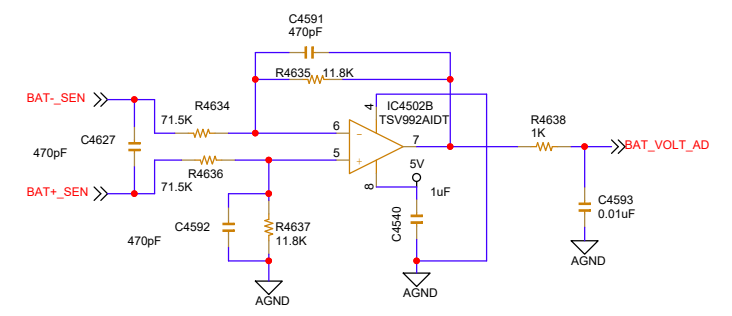 C4591
470pF
R4635 11.8K
BAT-_SEN
R4634
71.5K
C4627
470pF
IC4502B
TSV992AIDT
4
6
7
5
8
R4638
1K
BAT_VOLT_AD
R4636
BAT+_SEN
71.5K
5V
1uF
C4592
470pF
R4637
11.8K
C4540
C4593
0.01uF
AGND
AGND
AGND